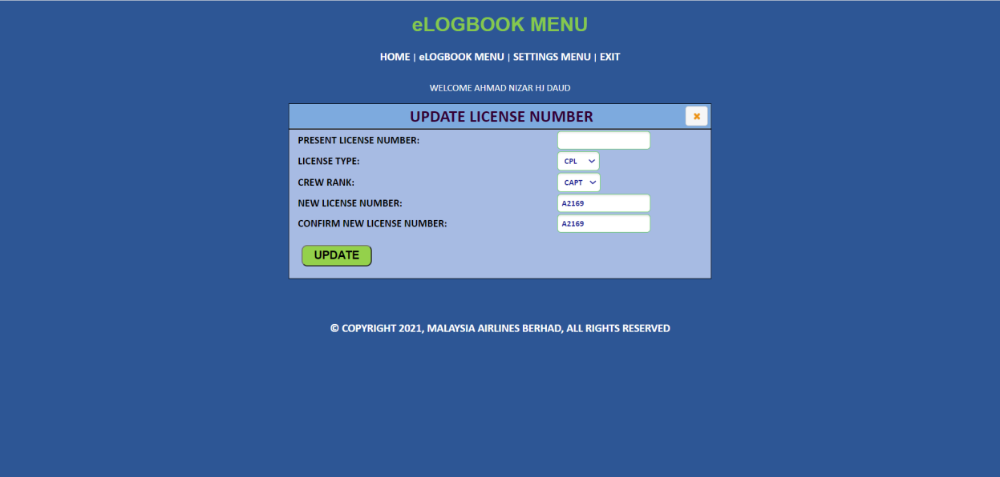 eLOGBOOK MENU
HOME | eLOGBOOK MENU | SETTINGS MENU | EXIT
WELCOME AHMAD NIZAR HJ DAUD
UPDATE LICENSE NUMBER
PRESENT LICENSE NUMBER:
LICENSE TYPE: CPL
CREW RANK: CAPT
NEW LICENSE NUMBER: A2169
CONFIRM NEW LICENSE NUMBER: A2169
UPDATE
© COPYRIGHT 2021, MALAYSIA AIRLINES BERHAD, ALL RIGHTS RESERVED